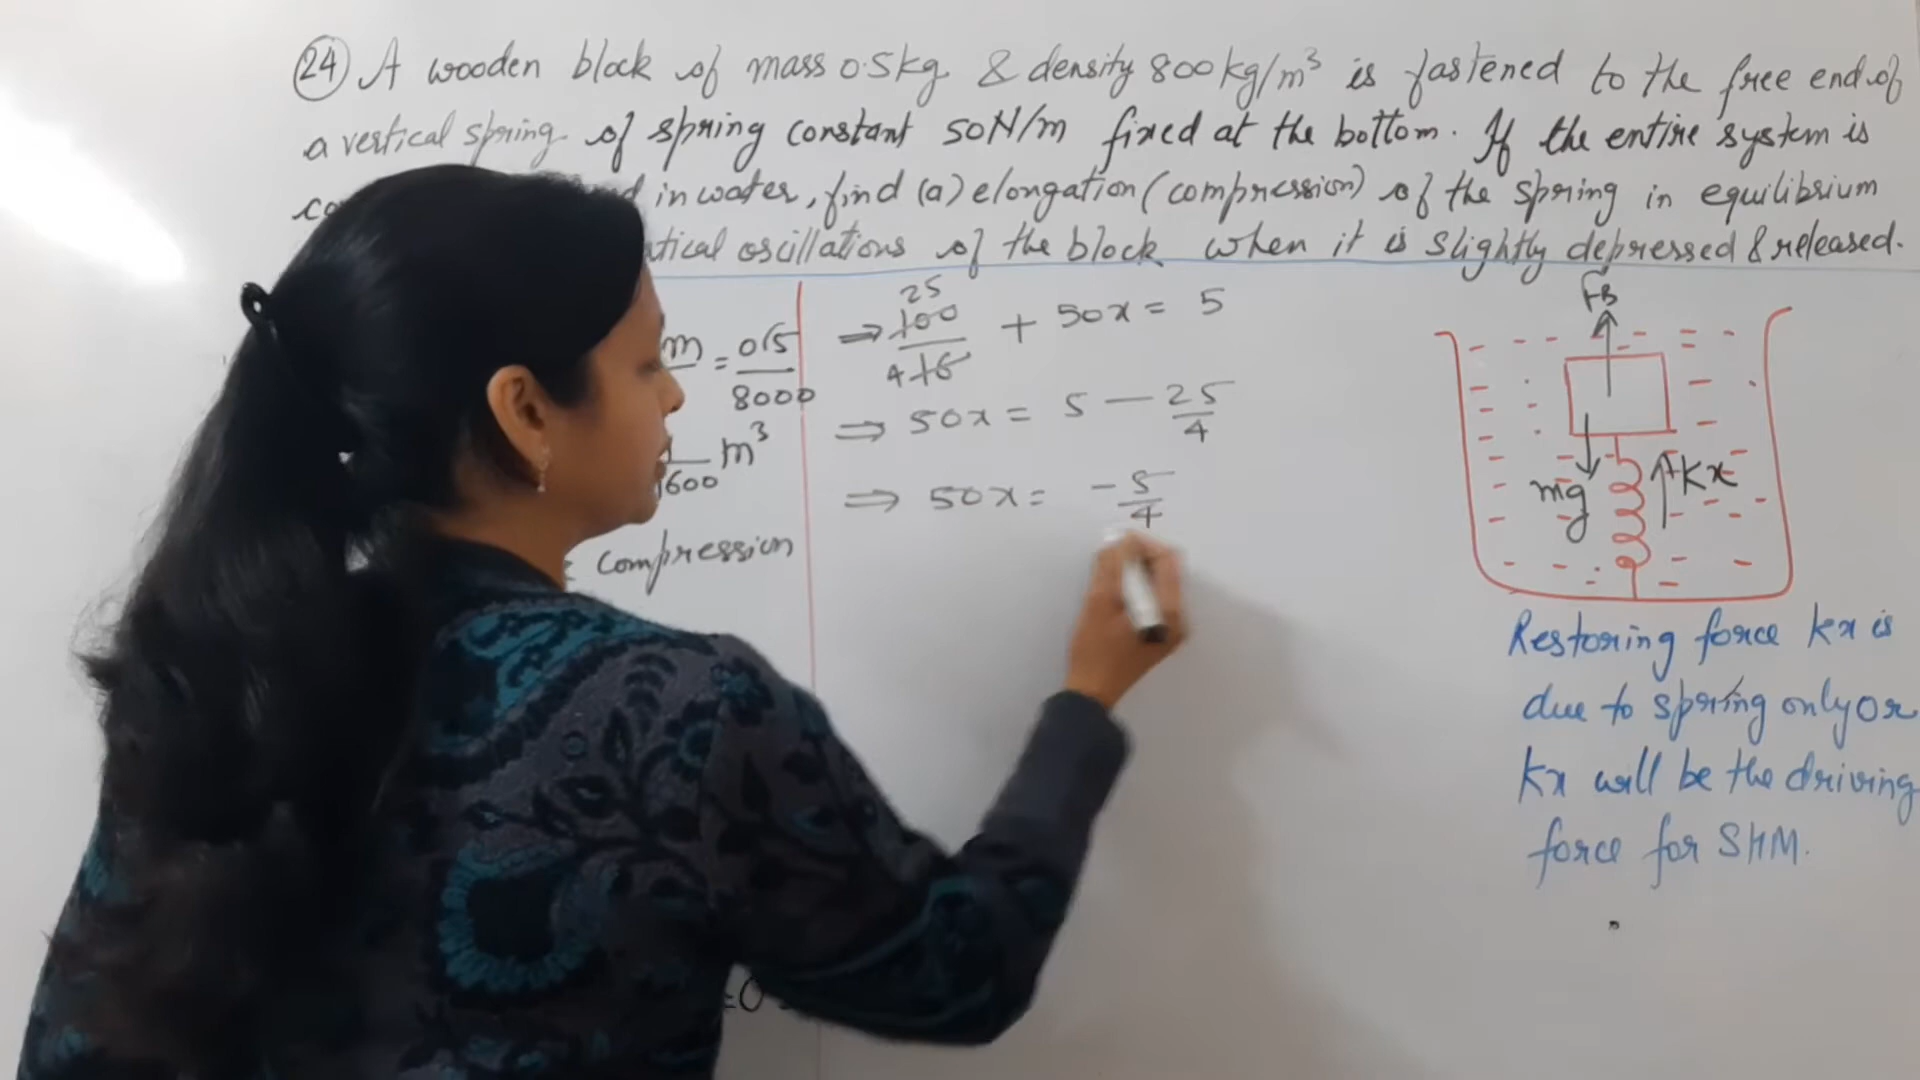 24 A wooden block of mass 0.5kg & density 800kg/m³ is fastened to the free end of
a vertical spring of spring constant 50N/m fixed at the bottom. If the entire system is
in water, find (a) elongation (compression) of the spring in equilibrium
oscillations of the block when it is slightly depressed & released.
m = 0.5
8000
m³
600
compression
⇒ 100/16 25/4 + 50x = 5
⇒ 50x = 5 - 25/4
⇒ 50x = -5/4
FB
mg
kx
Restoring force kx is
due to spring only or
kx will be the driving
force for SHM.